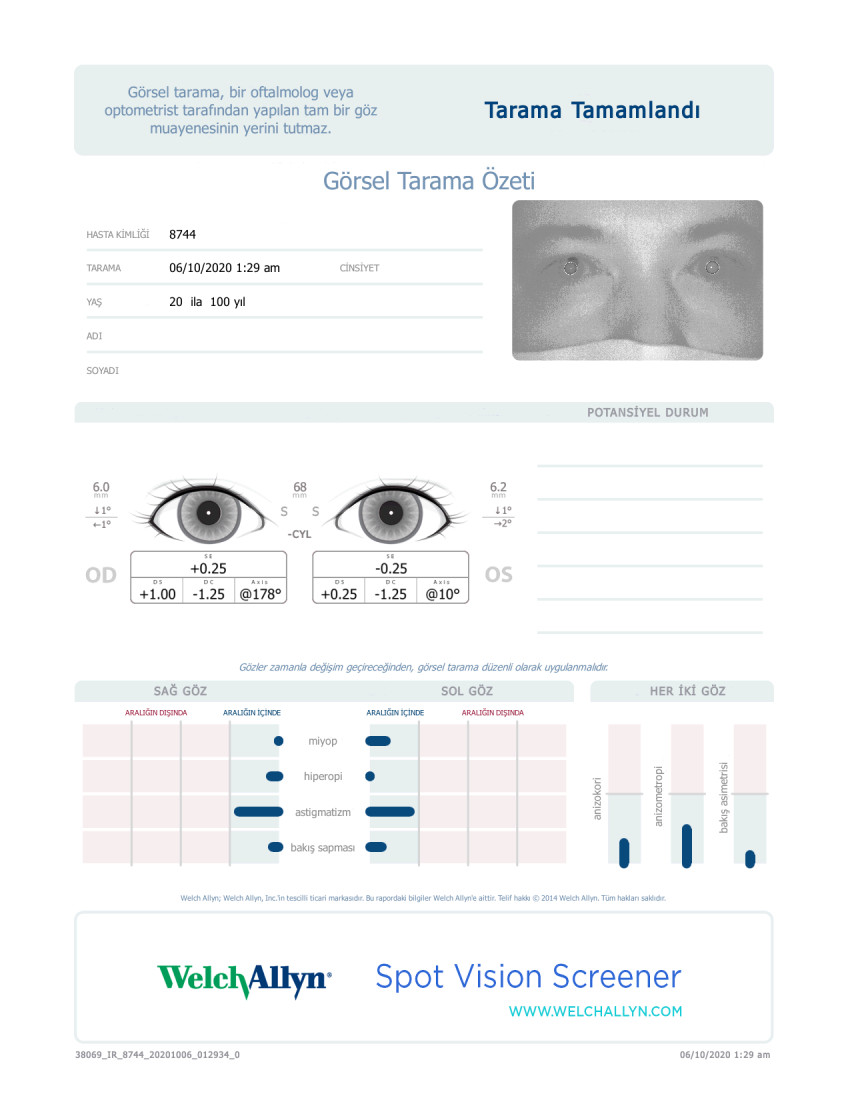 Görsel tarama, bir oftalmolog veya
optometrist tarafından yapılan tam bir göz
muayenesinin yerini tutmaz.
Tarama Tamamlandı
Görsel Tarama Özeti
HASTA KİMLİĞİ 8744
TARAMA 06/10/2020 1:29 am CİNSİYET
YAŞ 20 ila 100 yıl
ADI
SOYADI
POTANSİYEL DURUM
6.0 68 6.2
mm mm mm
↓1° S S ↓1°
←1° →2°
-CYL
OD OS
SE SE
+0.25 -0.25
DS DC Axis DS DC Axis
+1.00 -1.25 @178° +0.25 -1.25 @10°
Gözler zamanla değişim geçireceğinden, görsel tarama düzenli olarak uygulanmalıdır.
SAĞ GÖZ SOL GÖZ HER İKİ GÖZ
ARALIĞIN DIŞINDA ARALIĞIN İÇİNDE ARALIĞIN İÇİNDE ARALIĞIN DIŞINDA
miyop
hiperopi
astigmatizm
bakış sapması
anizokori
anizometropi
bakış asimetrisi
Welch Allyn; Welch Allyn, Inc.'in tescilli ticari markasıdır. Bu rapordaki bilgiler Welch Allyn'e aittir. Telif hakkı © 2014 Welch Allyn. Tüm hakları saklıdır.
WelchAllyn®
Spot Vision Screener
WWW.WELCHALLYN.COM
38069_IR_8744_20201006_012934_0 06/10/2020 1:29 am